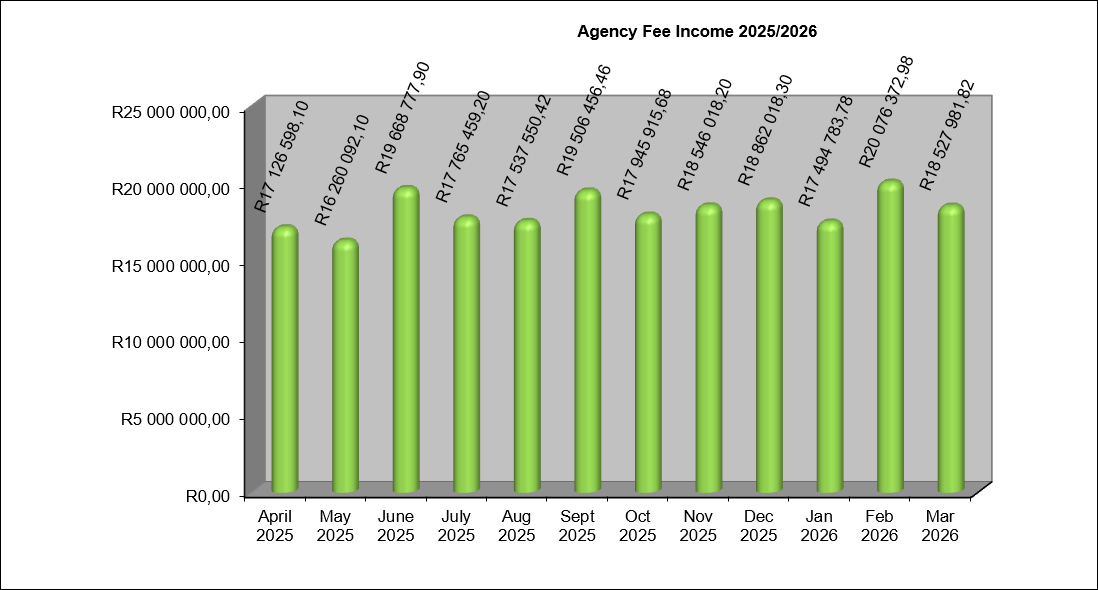 Agency Fee Income 2025/2026
R25 000 000,00
R20 000 000,00
R15 000 000,00
R10 000 000,00
R5 000 000,00
R0,00
R17 126 598,10
R16 260 092,10
R19 668 777,90
R17 765 459,20
R17 537 550,42
R19 506 456,46
R17 945 915,68
R18 546 018,20
R18 862 018,30
R17 494 783,78
R20 076 372,98
R18 527 981,82
April
2025
May
2025
June
2025
July
2025
Aug
2025
Sept
2025
Oct
2025
Nov
2025
Dec
2025
Jan
2026
Feb
2026
Mar
2026